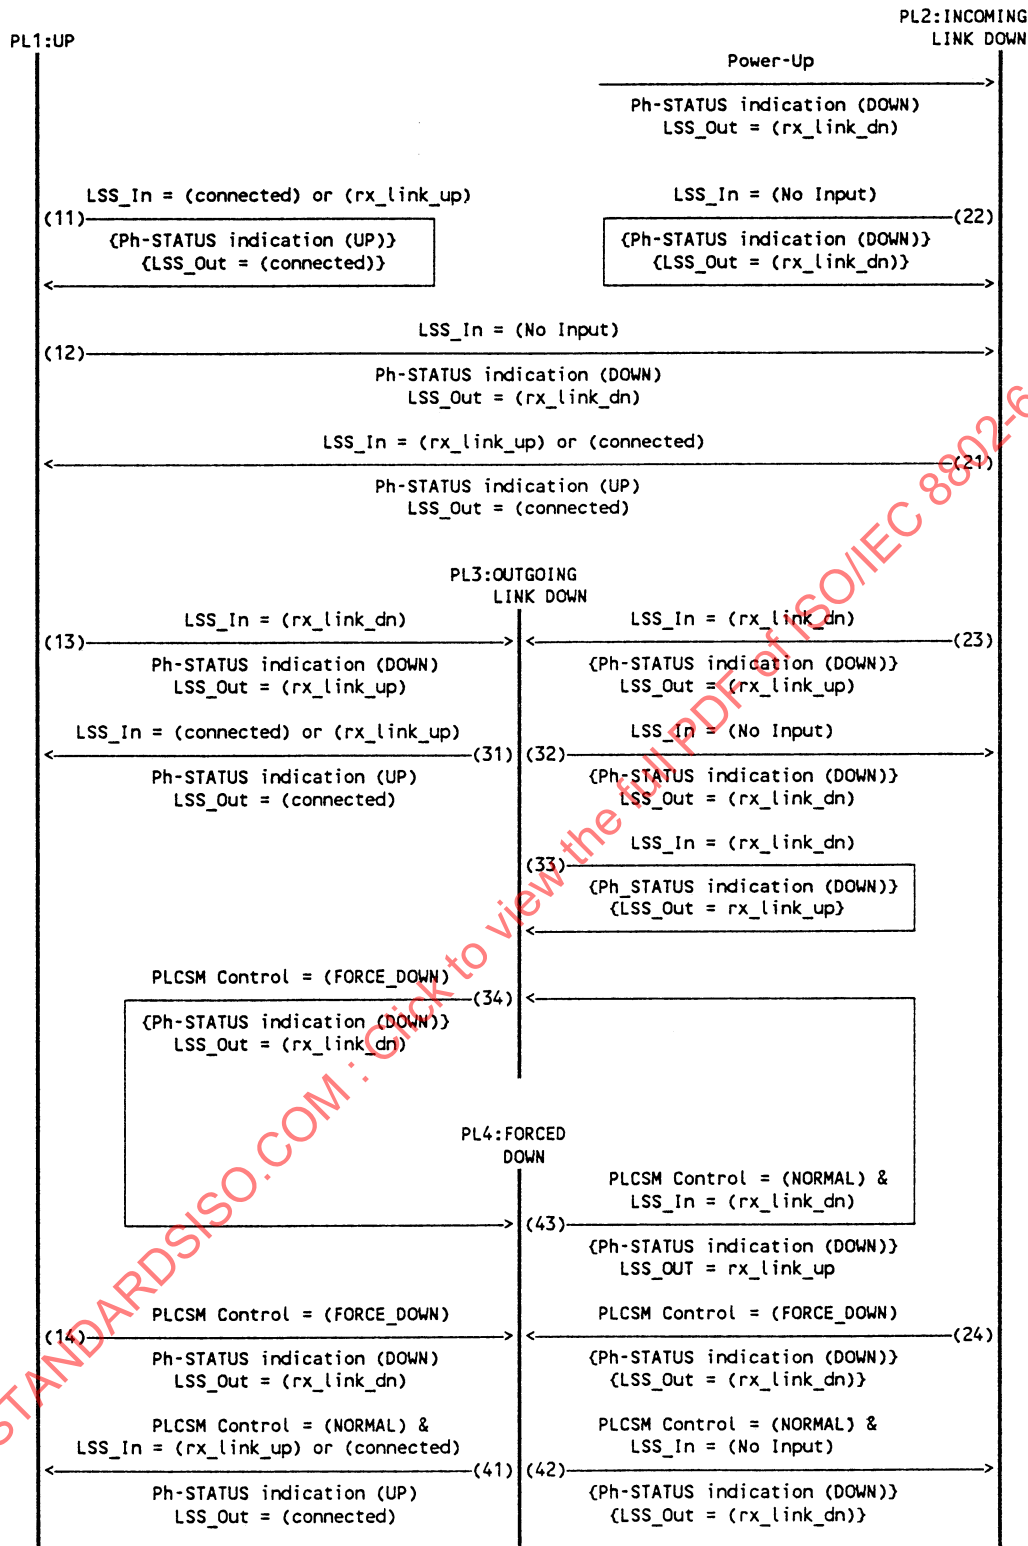 PL2:INCOMING
PL1:UP LINK DOWN
Power-Up
Ph-STATUS indication (DOWN)
LSS_Out = (rx_link_dn)
LSS_In = (connected) or (rx_link_up) LSS_In = (No Input)
(11) (22)
{Ph-STATUS indication (UP)} {Ph-STATUS indication (DOWN)}
{LSS_Out = (connected)} {LSS_Out = (rx_link_dn)}
LSS_In = (No Input)
(12)
Ph-STATUS indication (DOWN)
LSS_Out = (rx_link_dn)
LSS_In = (rx_link_up) or (connected)
(21)
Ph-STATUS indication (UP)
LSS_Out = (connected)
PL3:OUTGOING
LINK DOWN
LSS_In = (rx_link_dn) LSS_In = (rx_link_dn)
(13) (23)
Ph-STATUS indication (DOWN) {Ph-STATUS indication (DOWN)}
LSS_Out = (rx_link_up) LSS_Out = (rx_link_up)
LSS_In = (connected) or (rx_link_up) LSS_In = (No Input)
(31) (32)
Ph-STATUS indication (UP) {Ph-STATUS indication (DOWN)}
LSS_Out = (connected) LSS_Out = (rx_link_dn)
LSS_In = (rx_link_dn)
(33)
{Ph_STATUS indication (DOWN)}
{LSS_Out = rx_link_up}
PLCSM Control = (FORCE_DOWN)
(34)
{Ph-STATUS indication (DOWN)}
LSS_Out = (rx_link_dn)
PL4:FORCED
DOWN
PLCSM Control = (NORMAL) &
LSS_In = (rx_link_dn)
(43)
{Ph-STATUS indication (DOWN)}
LSS_OUT = rx_link_up
PLCSM Control = (FORCE_DOWN) PLCSM Control = (FORCE_DOWN)
(14) (24)
Ph-STATUS indication (DOWN) {Ph-STATUS indication (DOWN)}
LSS_Out = (rx_link_dn) {LSS_Out = (rx_link_dn)}
PLCSM Control = (NORMAL) & PLCSM Control = (NORMAL) &
LSS_In = (rx_link_up) or (connected) LSS_In = (No Input)
(41) (42)
Ph-STATUS indication (UP) {Ph-STATUS indication (DOWN)}
LSS_Out = (connected) {LSS_Out = (rx_link_dn)}
STANDARDSISO.COM : Click to view the full PDF of ISO/IEC 8802-6